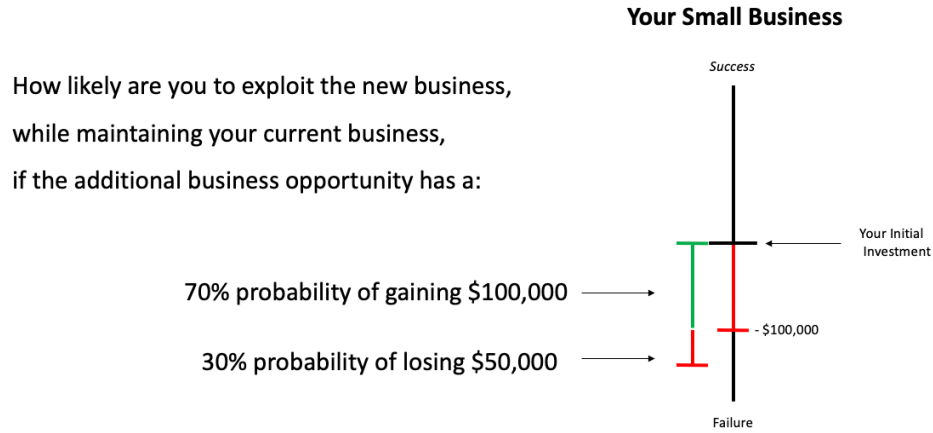 Your Small Business
Success
How likely are you to exploit the new business,
while maintaining your current business,
if the additional business opportunity has a:
Your Initial
Investment
70% probability of gaining $100,000
- $100,000
30% probability of losing $50,000
Failure